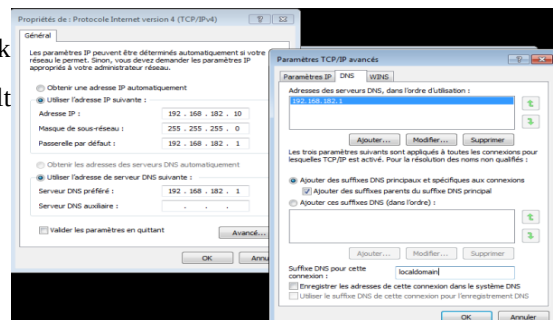 k
lt
Propriétés de : Protocole Internet version 4 (TCP/IPv4)
Général
Les paramètres IP peuvent être déterminés automatiquement si votre
réseau le permet. Sinon, vous devez demander les paramètres IP
appropriés à votre administrateur réseau.
Obtenir une adresse IP automatiquement
Utiliser l'adresse IP suivante :
Adresse IP : 192 . 168 . 182 . 10
Masque de sous-réseau : 255 . 255 . 255 . 0
Passerelle par défaut : 192 . 168 . 182 . 1
Obtenir les adresses des serveurs DNS automatiquement
Utiliser l'adresse de serveur DNS suivante :
Serveur DNS préféré : 192 . 168 . 182 . 1
Serveur DNS auxiliaire : . . .
Valider les paramètres en quittant
Avancé...
OK
Annu
Paramètres TCP/IP avancés
Paramètres IP DNS WINS
Adresses des serveurs DNS, dans l'ordre d'utilisation :
192.168.182.1
Ajouter... Modifier... Supprimer
Les trois paramètres suivants sont appliqués à toutes les connexions pour
lesquelles TCP/IP est activé. Pour la résolution des noms non qualifiés :
Ajouter des suffixes DNS principaux et spécifiques aux connexions
Ajouter des suffixes parents du suffixe DNS principal
Ajouter ces suffixes DNS (dans l'ordre) :
Ajouter... Modifier... Supprimer
Suffixe DNS pour cette
connexion : localdomain
Enregistrer les adresses de cette connexion dans le système DNS
Utiliser le suffixe DNS de cette connexion pour l'enregistrement DNS
OK Annuler